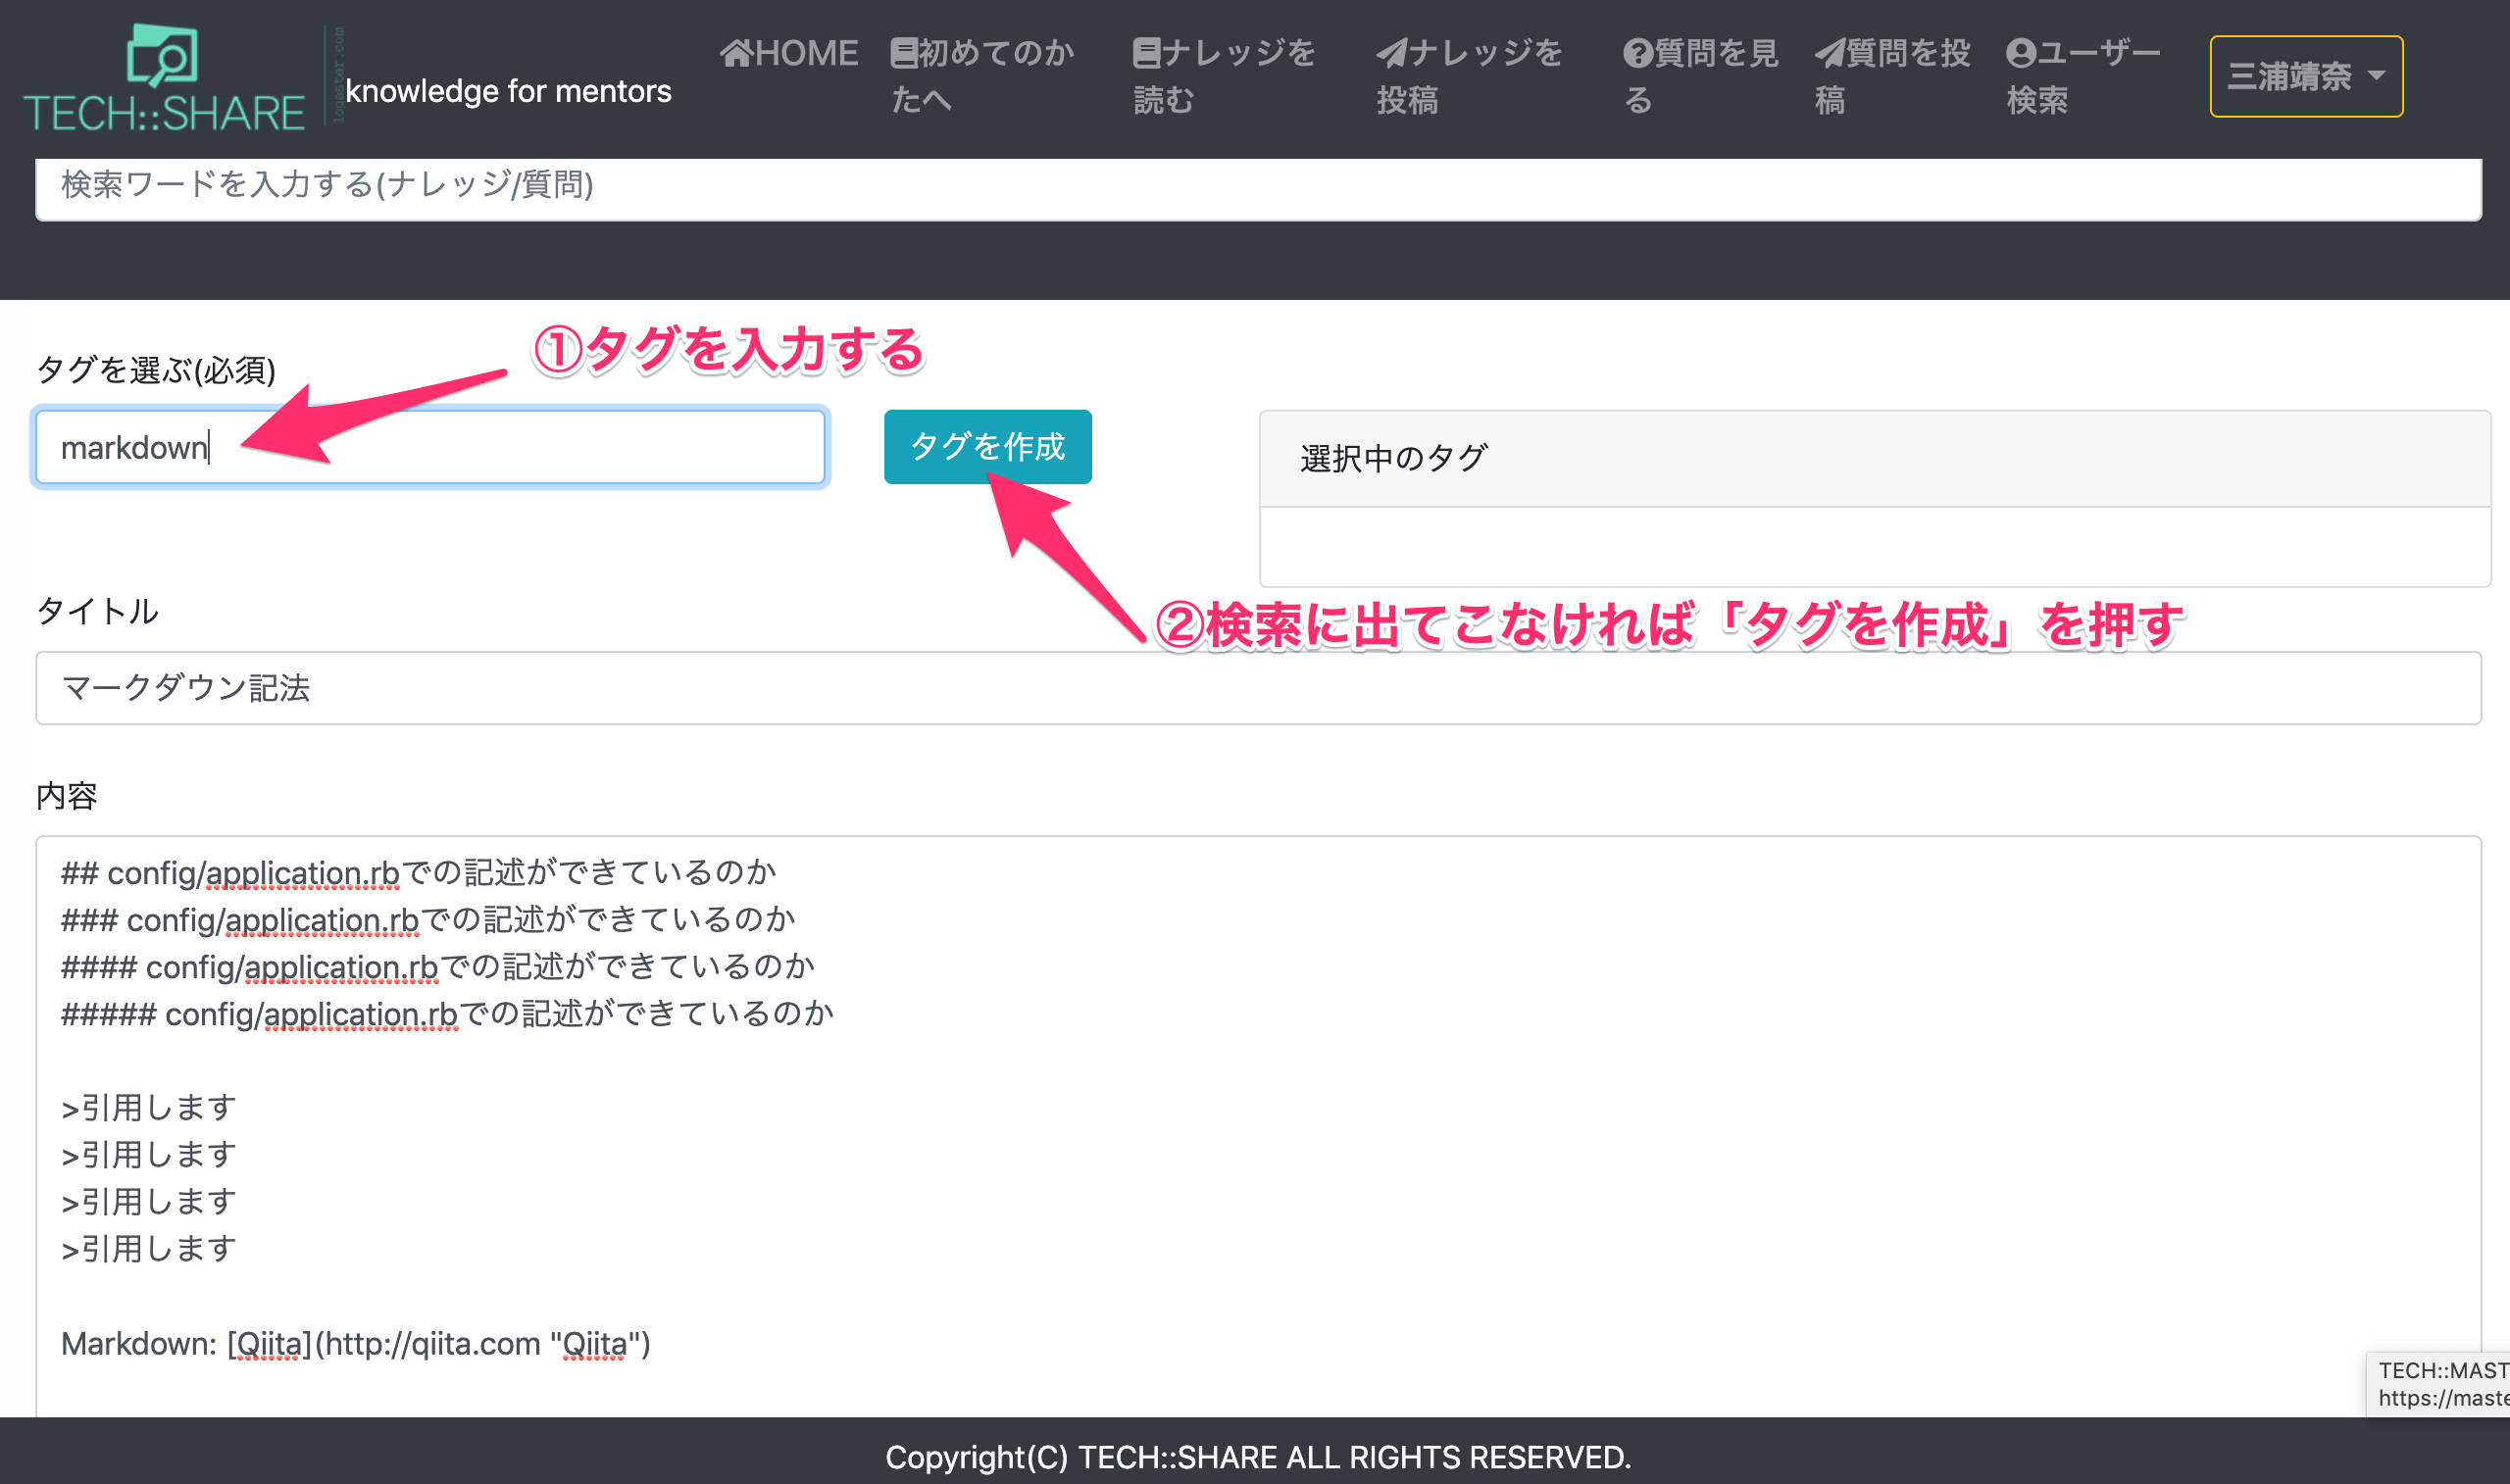 TECH::SHARE
logaster.com
knowledge for mentors
HOME
初めてのか
たへ
ナレッジを
読む
ナレッジを
投稿
質問を見
る
質問を投
稿
ユーザー
検索
三浦靖奈
検索ワードを入力する(ナレッジ/質問)
①タグを入力する
タグを選ぶ(必須)
markdown
タグを作成
選択中のタグ
②検索に出てこなければ「タグを作成」を押す
タイトル
マークダウン記法
内容
## config/application.rbでの記述ができているのか
### config/application.rbでの記述ができているのか
#### config/application.rbでの記述ができているのか
##### config/application.rbでの記述ができているのか
>引用します
>引用します
>引用します
>引用します
Markdown: [Qiita](http://qiita.com "Qiita")
TECH::MAST
https://maste
Copyright(C) TECH::SHARE ALL RIGHTS RESERVED.